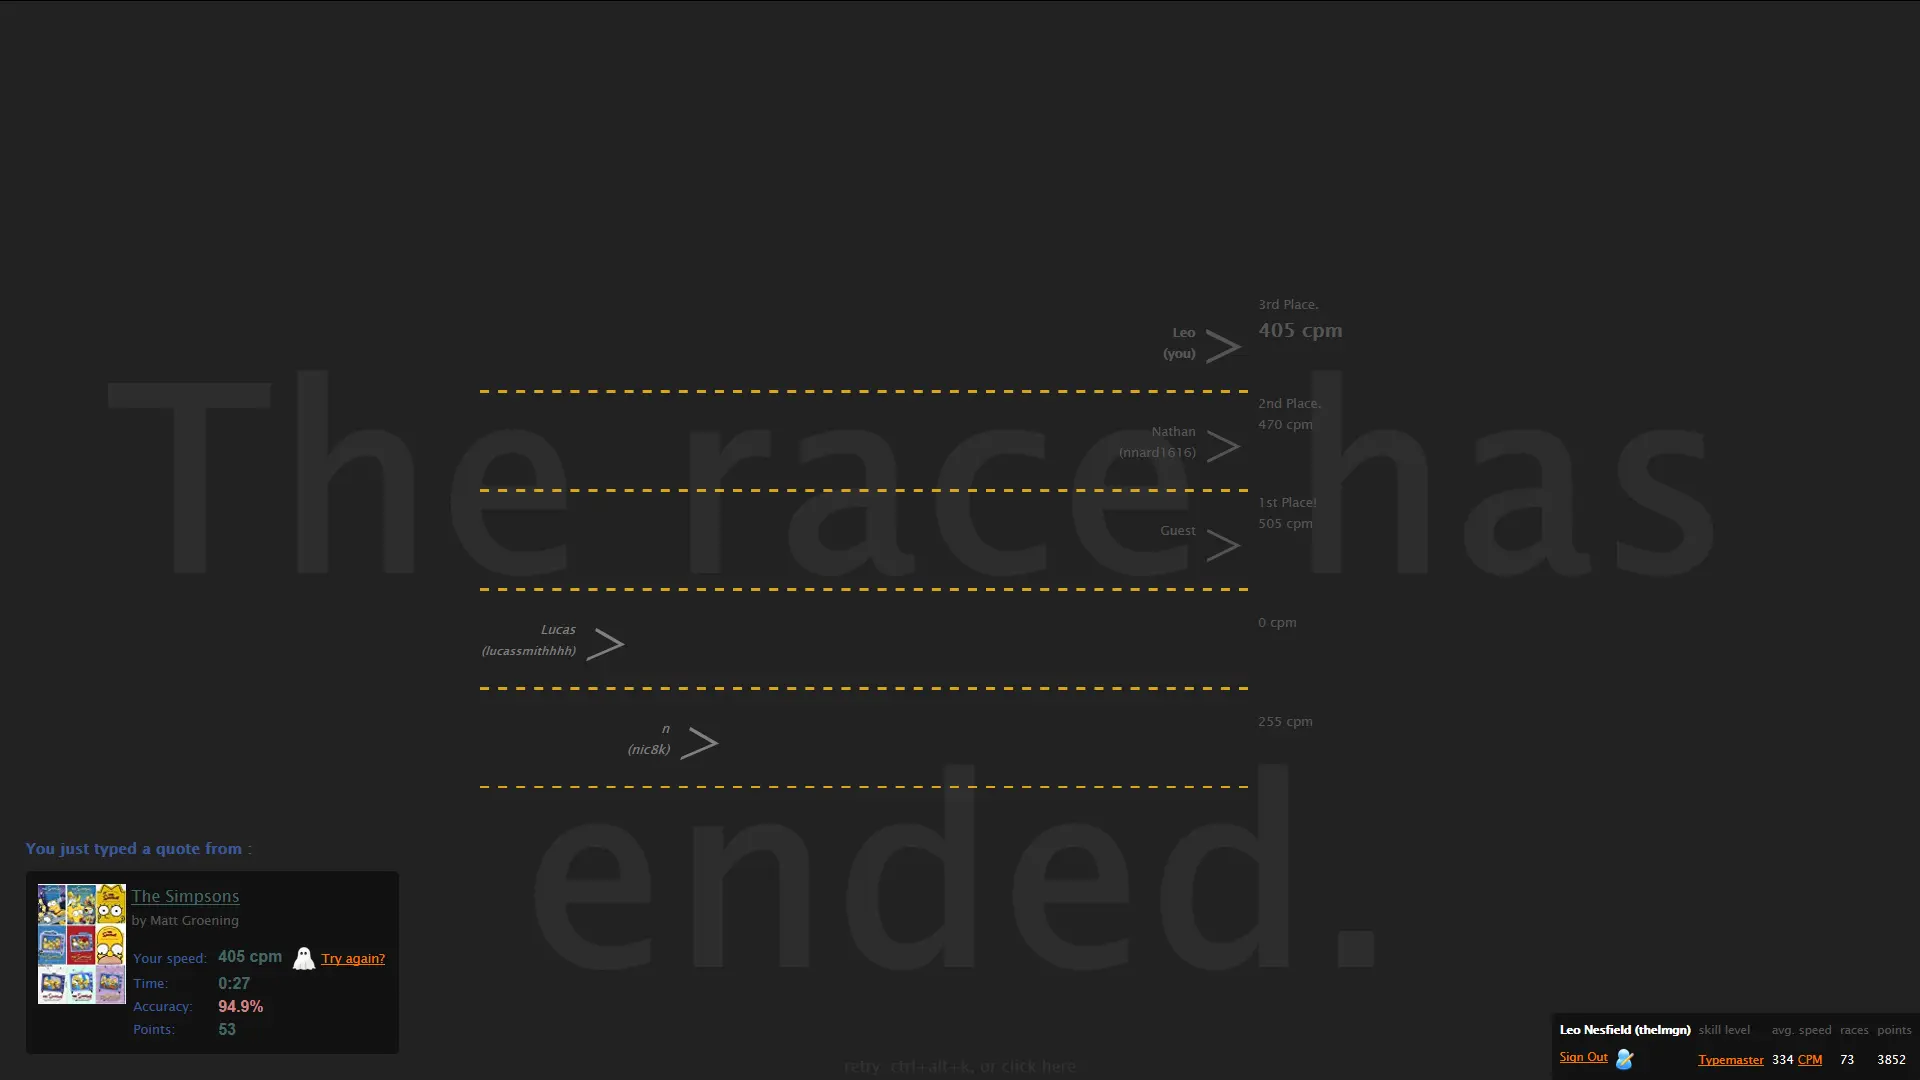 The race has
ended.
3rd Place.
405 cpm
Leo
(you)
2nd Place.
470 cpm
Nathan
(nnard1616)
1st Place!
505 cpm
Guest
0 cpm
Lucas
(lucassmithhhh)
255 cpm
n
(nic8k)
You just typed a quote from :
The Simpsons
by Matt Groening
Your speed: 405 cpm Try again?
Time: 0:27
Accuracy: 94.9%
Points: 53
retry: ctrl+alt+k, or click here
Leo Nesfield (thelmgn) skill level avg. speed races points
Sign Out Typemaster 334 CPM 73 3852